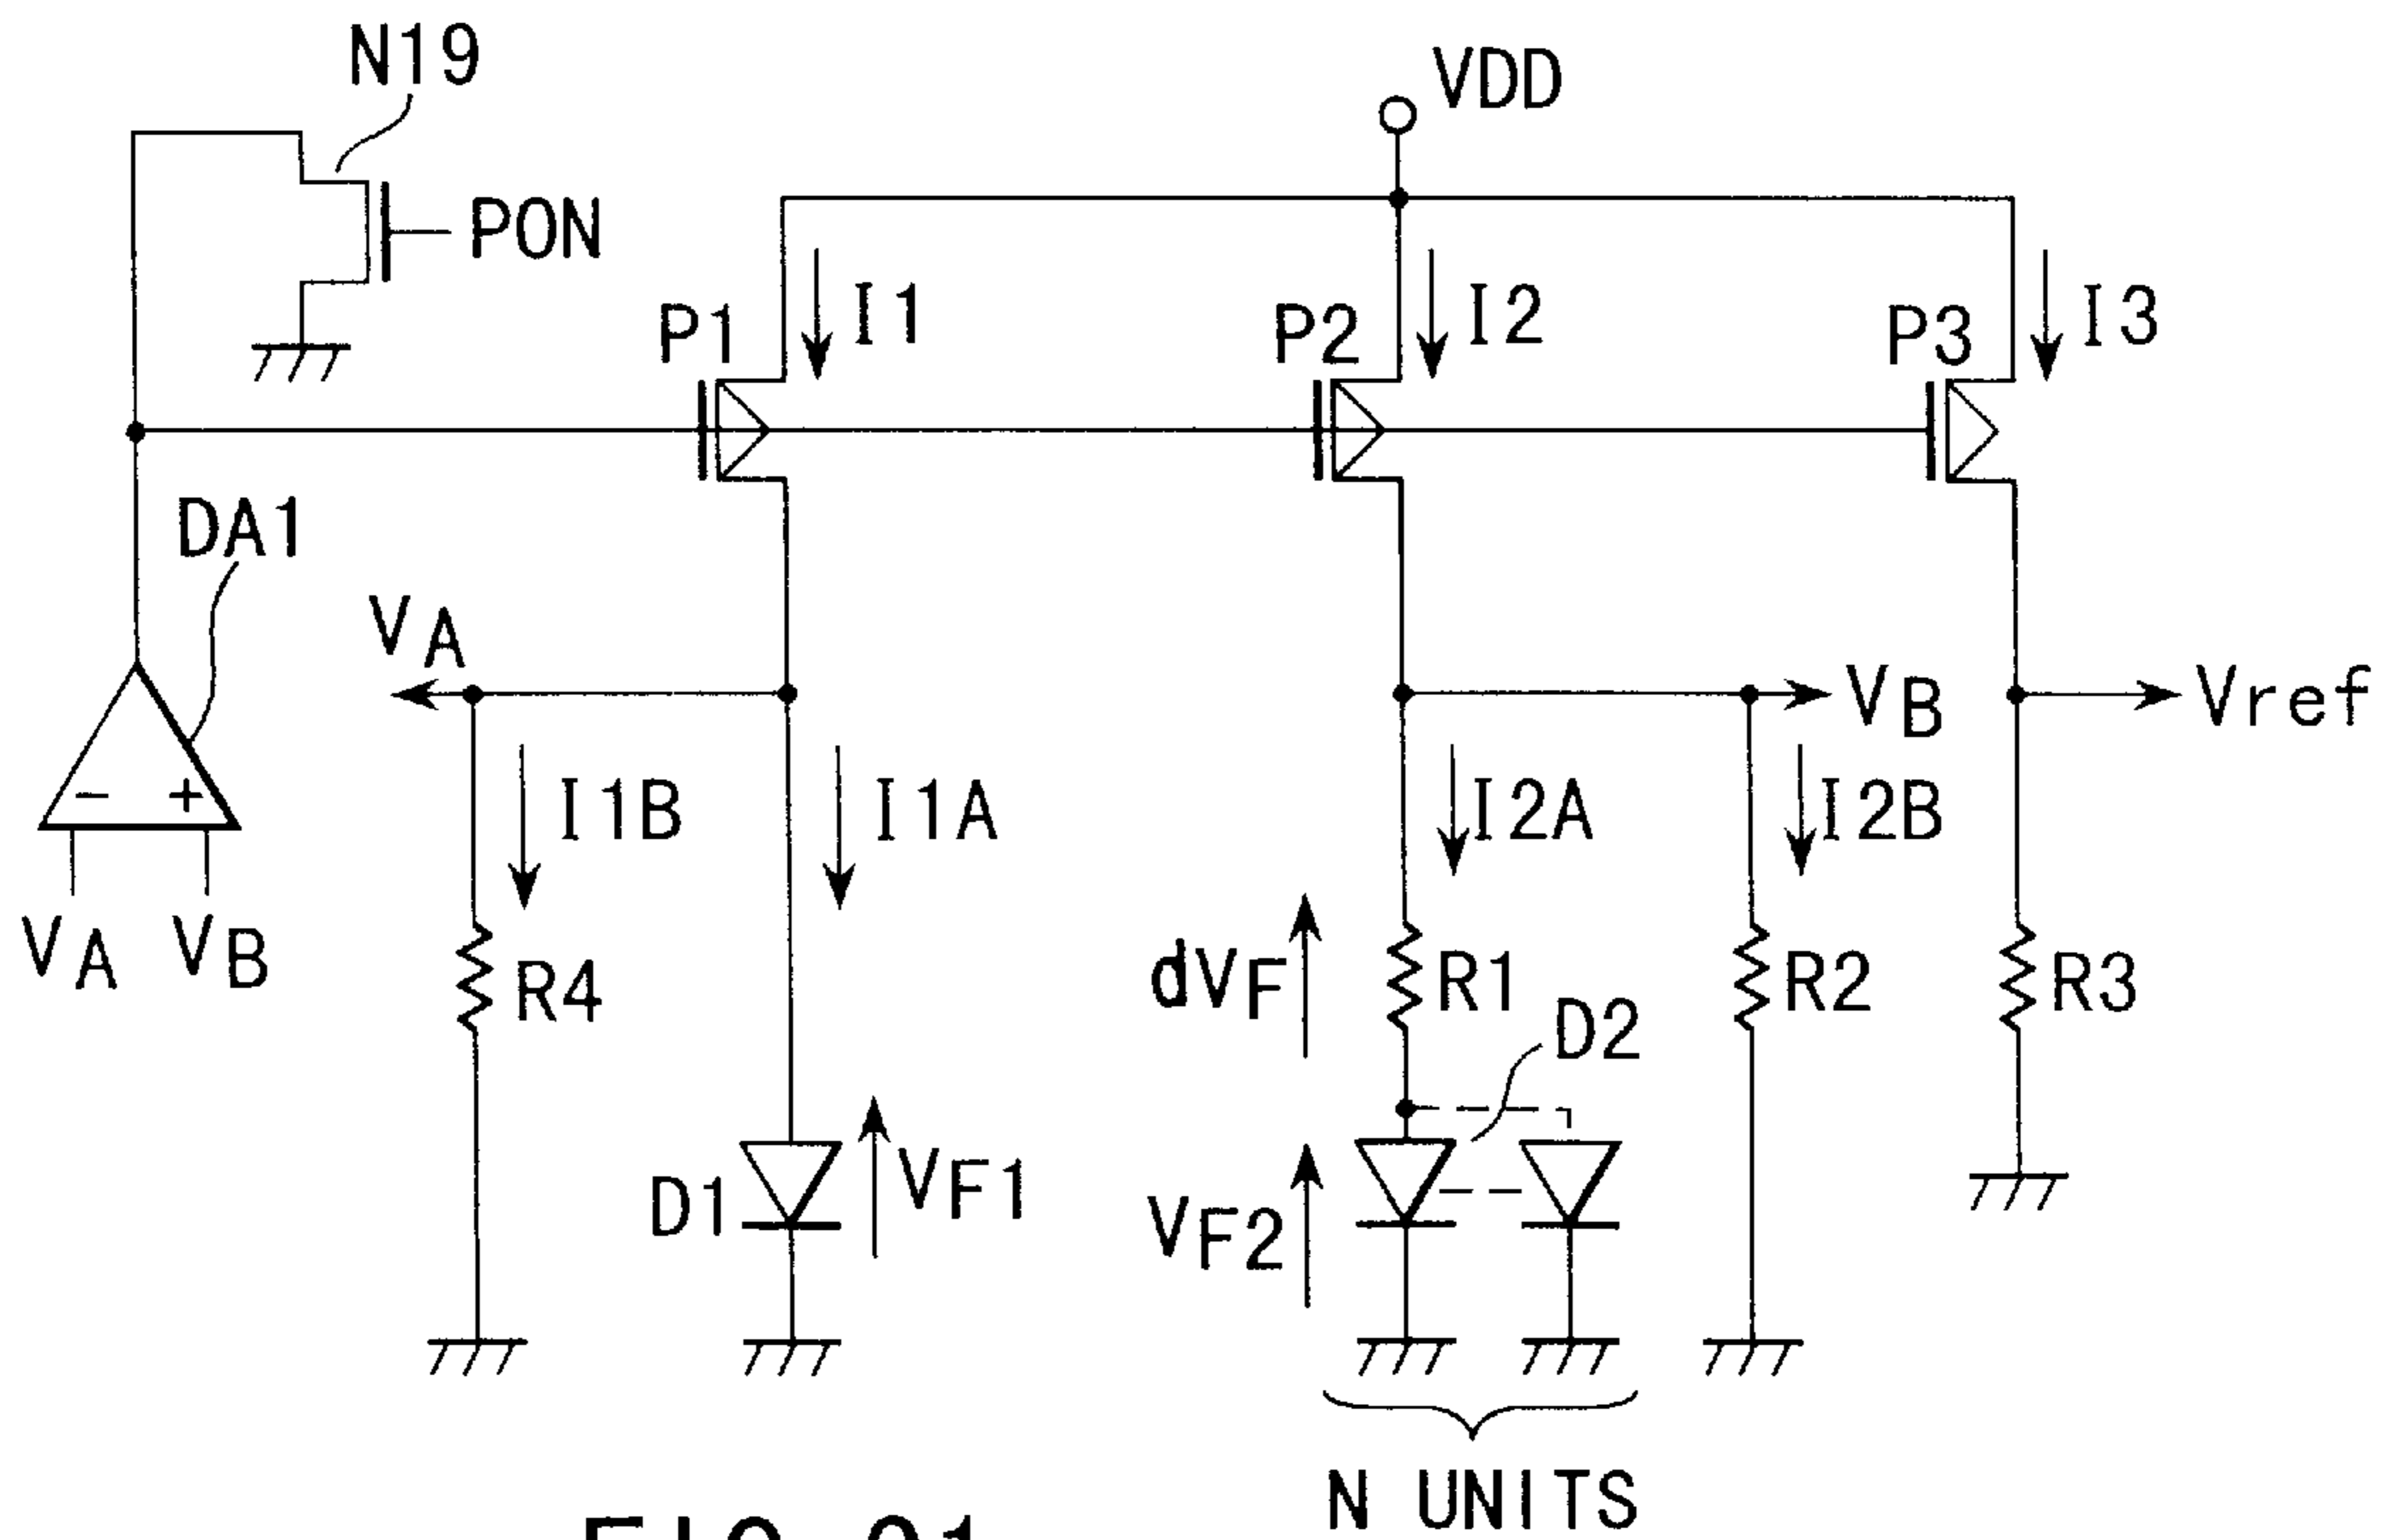 N19
VDD
PON
P1
I1
P2
I2
P3
I3
DA1
VA
VB
Vref
I1B
I1A
I2A
I2B
- +
VA VB
R4
dVF
R1
R2
R3
D2
D1
VF1
VF2
N UNITS